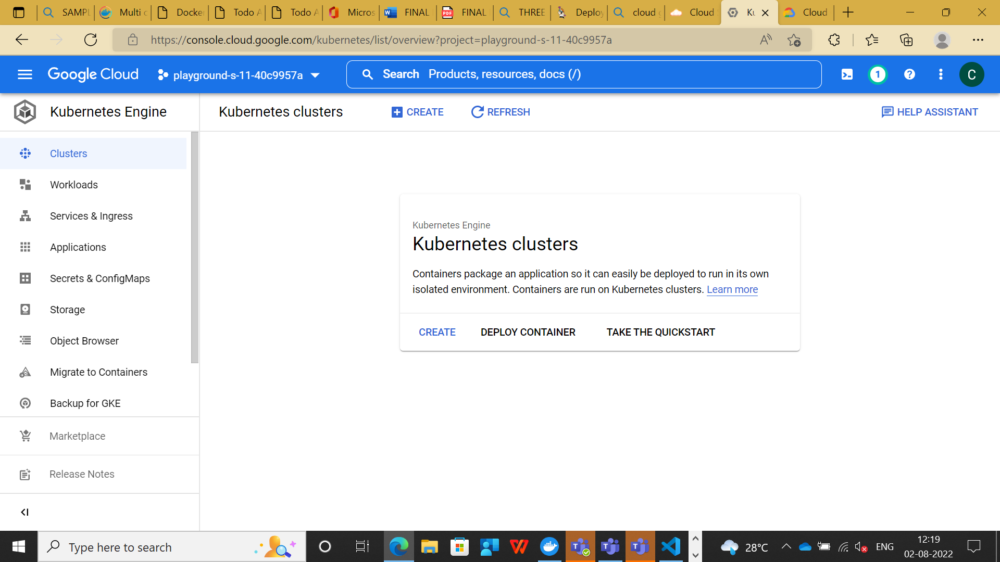 SAMPL
Multi c
Docker
Todo A
Todo A
Micros
FINAL
FINAL
THREE
Deploy
cloud g
Cloud
Ku
Cloud
https://console.cloud.google.com/kubernetes/list/overview?project=playground-s-11-40c9957a
Google Cloud
playground-s-11-40c9957a
Search Products, resources, docs (/)
1
C
Kubernetes Engine
Kubernetes clusters
CREATE
REFRESH
HELP ASSISTANT
Clusters
Workloads
Services & Ingress
Applications
Secrets & ConfigMaps
Storage
Object Browser
Migrate to Containers
Backup for GKE
Marketplace
Release Notes
Kubernetes Engine
Kubernetes clusters
Containers package an application so it can easily be deployed to run in its own
isolated environment. Containers are run on Kubernetes clusters. Learn more
CREATE
DEPLOY CONTAINER
TAKE THE QUICKSTART
Type here to search
28°C
ENG
12:19
02-08-2022